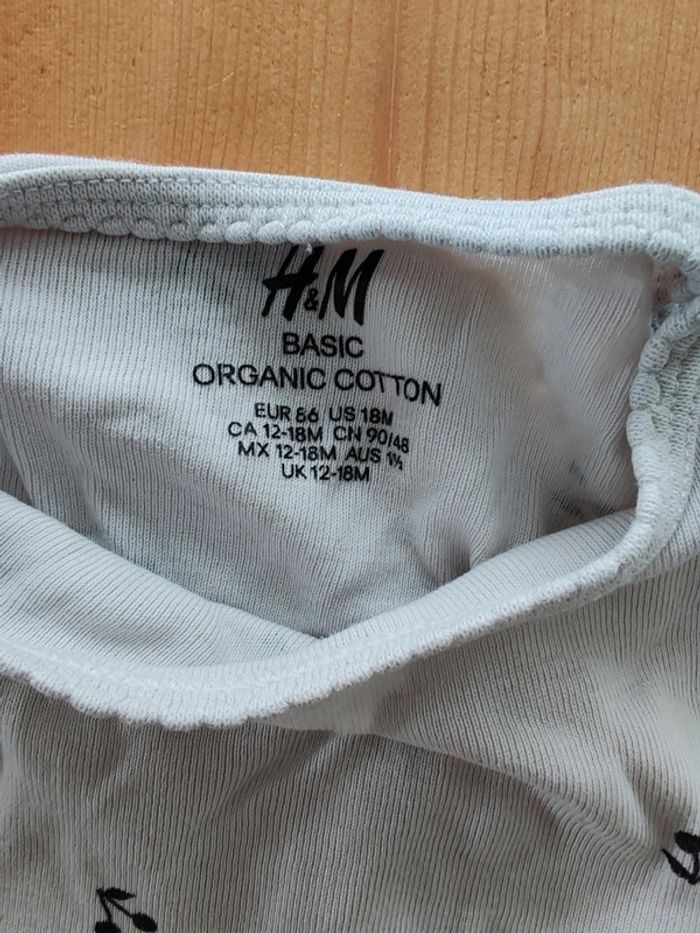 H&M
BASIC
ORGANIC COTTON
EUR 86 US 18M
CA 12-18M CN 90/48
MX 12-18M AUS 1½
UK 12-18M